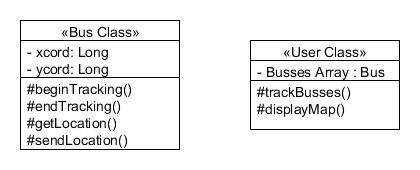 «Bus Class»
- xcord: Long
- ycord: Long
#beginTracking()
#endTracking()
#getLocation()
#sendLocation()
«User Class»
- Busses Array : Bus
#trackBusses()
#displayMap()